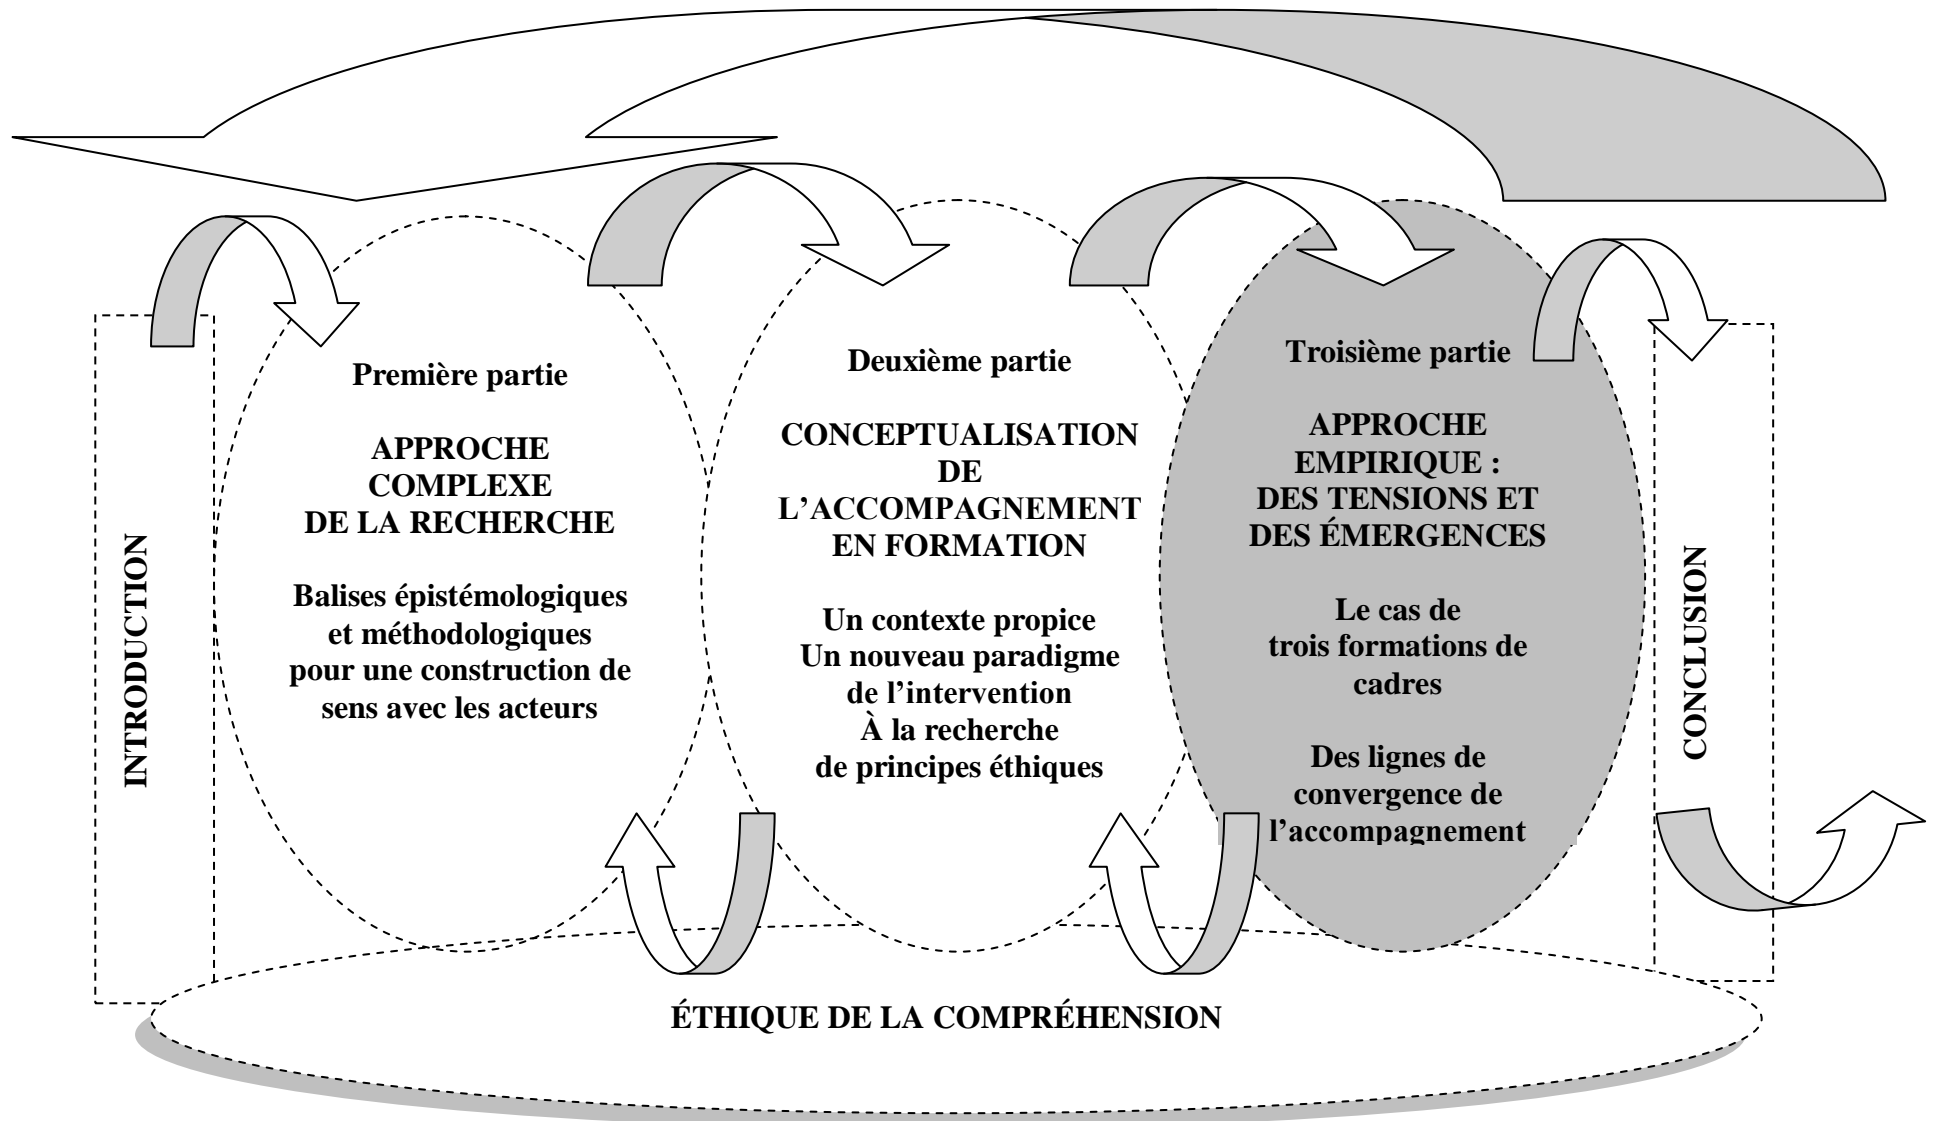 INTRODUCTION
Première partie
APPROCHE
COMPLEXE
DE LA RECHERCHE
Balises épistémologiques
et méthodologiques
pour une construction de
sens avec les acteurs
Deuxième partie
CONCEPTUALISATION
DE
L’ACCOMPAGNEMENT
EN FORMATION
Un contexte propice
Un nouveau paradigme
de l’intervention
À la recherche
de principes éthiques
Troisième partie
APPROCHE
EMPIRIQUE :
DES TENSIONS ET
DES ÉMERGENCES
Le cas de
trois formations de
cadres
Des lignes de
convergence de
l’accompagnement
CONCLUSION
ÉTHIQUE DE LA COMPRÉHENSION